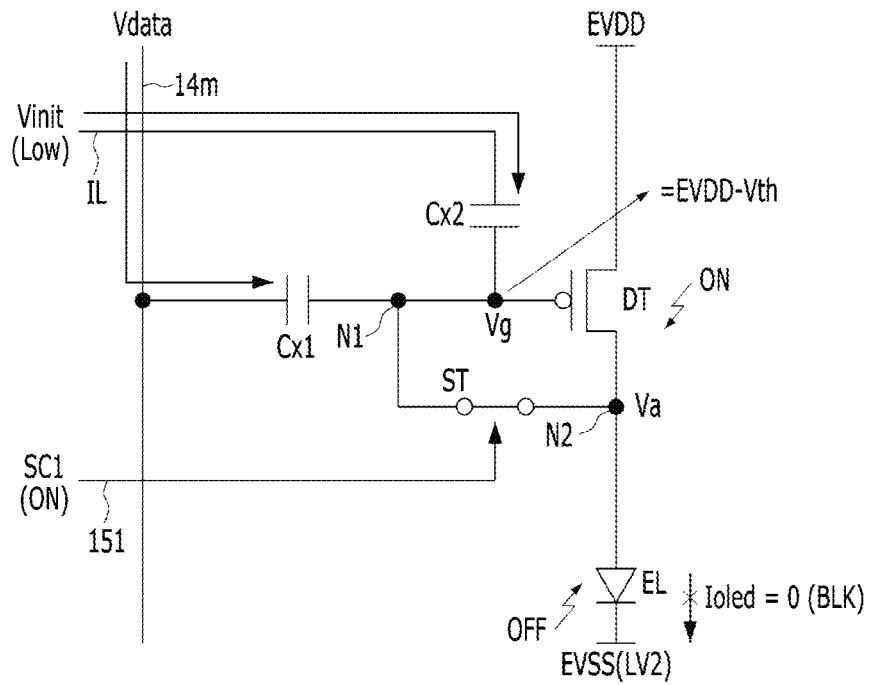 Vdata
EVDD
14m
Vinit
(Low)
IL
Cx2
=EVDD-Vth
ON
DT
N1
Vg
Cx1
ST
Va
N2
SC1
(ON)
151
EL
Ioled = 0 (BLK)
OFF
EVSS(LV2)